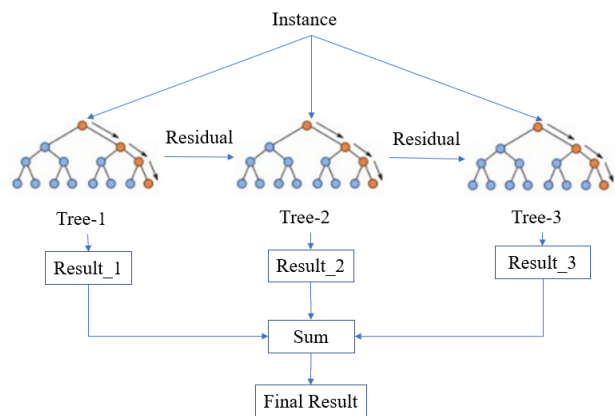 Instance
Residual
Residual
Tree-1
Tree-2
Tree-3
Result_1
Result_2
Result_3
Sum
Final Result